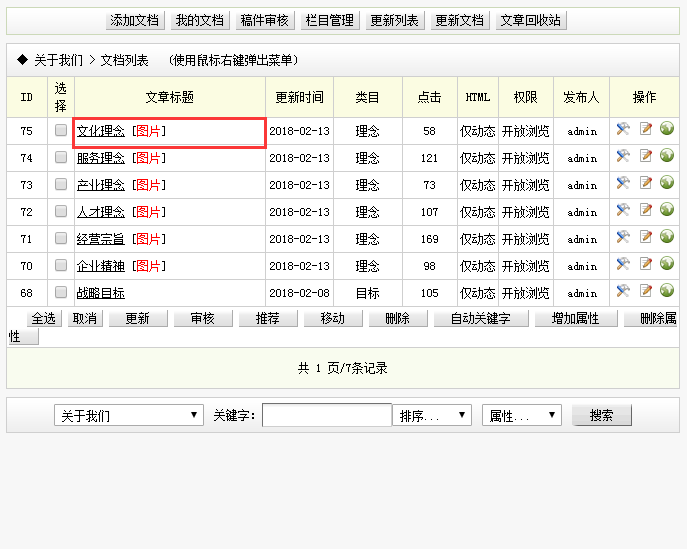 添加文档 我的文档 稿件审核 栏目管理 更新列表 更新文档 文章回收站
◆ 关于我们 > 文档列表 (使用鼠标右键弹出菜单)
ID 选择 文章标题 更新时间 类目 点击 HTML 权限 发布人 操作
75 文化理念 [图片] 2018-02-13 理念 58 仅动态 开放浏览 admin
74 服务理念 [图片] 2018-02-13 理念 121 仅动态 开放浏览 admin
73 产业理念 [图片] 2018-02-13 理念 73 仅动态 开放浏览 admin
72 人才理念 [图片] 2018-02-13 理念 107 仅动态 开放浏览 admin
71 经营宗旨 [图片] 2018-02-13 理念 169 仅动态 开放浏览 admin
70 企业精神 [图片] 2018-02-13 理念 98 仅动态 开放浏览 admin
68 战略目标 2018-02-08 目标 105 仅动态 开放浏览 admin
全选 取消 更新 审核 推荐 移动 删除 自动关键字 增加属性 删除属
性
共 1 页/7条记录
关于我们 关键字: 排序... 属性... 搜索